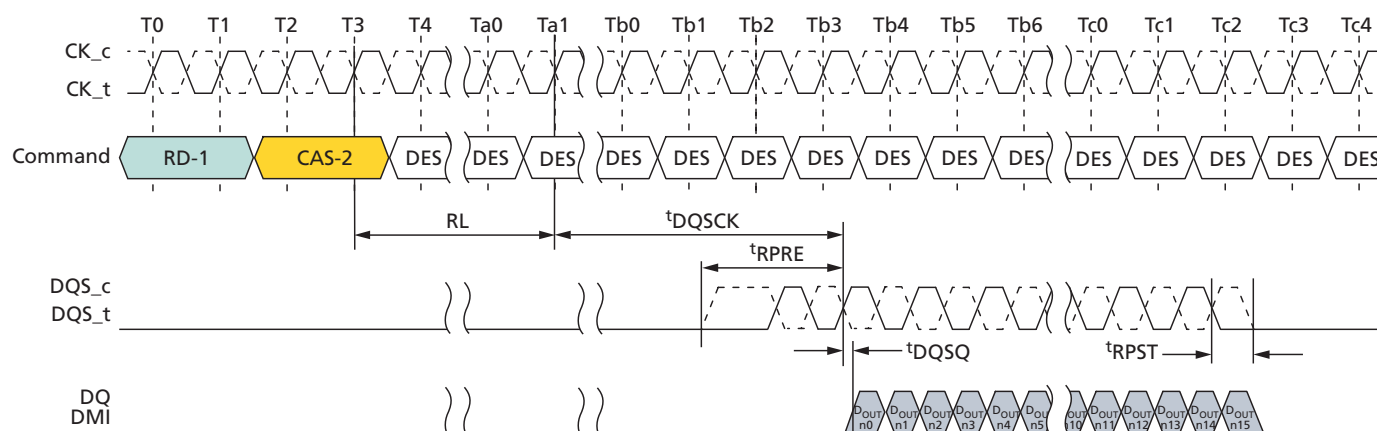 T0 T1 T2 T3 T4 Ta0 Ta1 Tb0 Tb1 Tb2 Tb3 Tb4 Tb5 Tb6 Tc0 Tc1 Tc2 Tc3 Tc4
CK_c
CK_t
Command RD-1 CAS-2 DES DES DES DES DES DES DES DES DES DES DES DES DES DES DES
RL tDQSCK
tRPRE
DQS_c
DQS_t
tDQSQ tRPST
DQ
DMI
DOUT DOUT DOUT DOUT DOUT DOUT DOUT DOUT DOUT DOUT DOUT DOUT
n0 n1 n2 n3 n4 n5 n10 n11 n12 n13 n14 n15